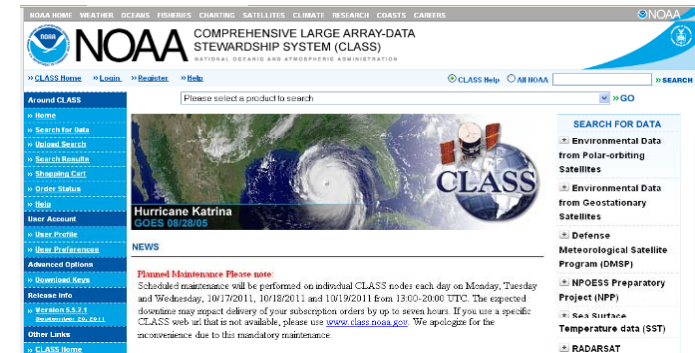 NOAA HOME WEATHER OCEANS FISHERIES CHARTING SATELLITES CLIMATE RESEARCH COASTS CAREERS
NOAA
NOAA
COMPREHENSIVE LARGE ARRAY-DATA
STEWARDSHIP SYSTEM (CLASS)
NATIONAL OCEANIC AND ATMOSPHERIC ADMINISTRATION
» CLASS Home » Login » Register » Help
CLASS Help All NOAA » SEARCH
Please select a product to search
»GO
Around CLASS
» Home
» Search for Data
» Upload Search
» Search Results
» Shopping Cart
» Order Status
» Help
User Account
» User Profile
» User Preferences
Advanced Options
» Download Keys
Release Info
» Version 5.5.7.1
September 26, 2011
Other Links
» CLASS Home
CLASS
Hurricane Katrina
GOES 08/28/05
NEWS
Planned Maintenance Please note:
Scheduled maintenance will be performed on individual CLASS nodes each day on Monday, Tuesday
and Wednesday, 10/17/2011, 10/18/2011 and 10/19/2011 from 13:00-20:00 UTC. The expected
downtime may impact delivery of your subscription orders by up to seven hours. If you use a specific
CLASS web url that is not available, please use www.class.noaa.gov. We apologize for the
inconvenience due to this mandatory maintenance.
SEARCH FOR DATA
Environmental Data
from Polar-orbiting
Satellites
Environmental Data
from Geostationary
Satellites
Defense
Meteorological Satellite
Program (DMSP)
NPOESS Preparatory
Project (NPP)
Sea Surface
Temperature data (SST)
RADARSAT